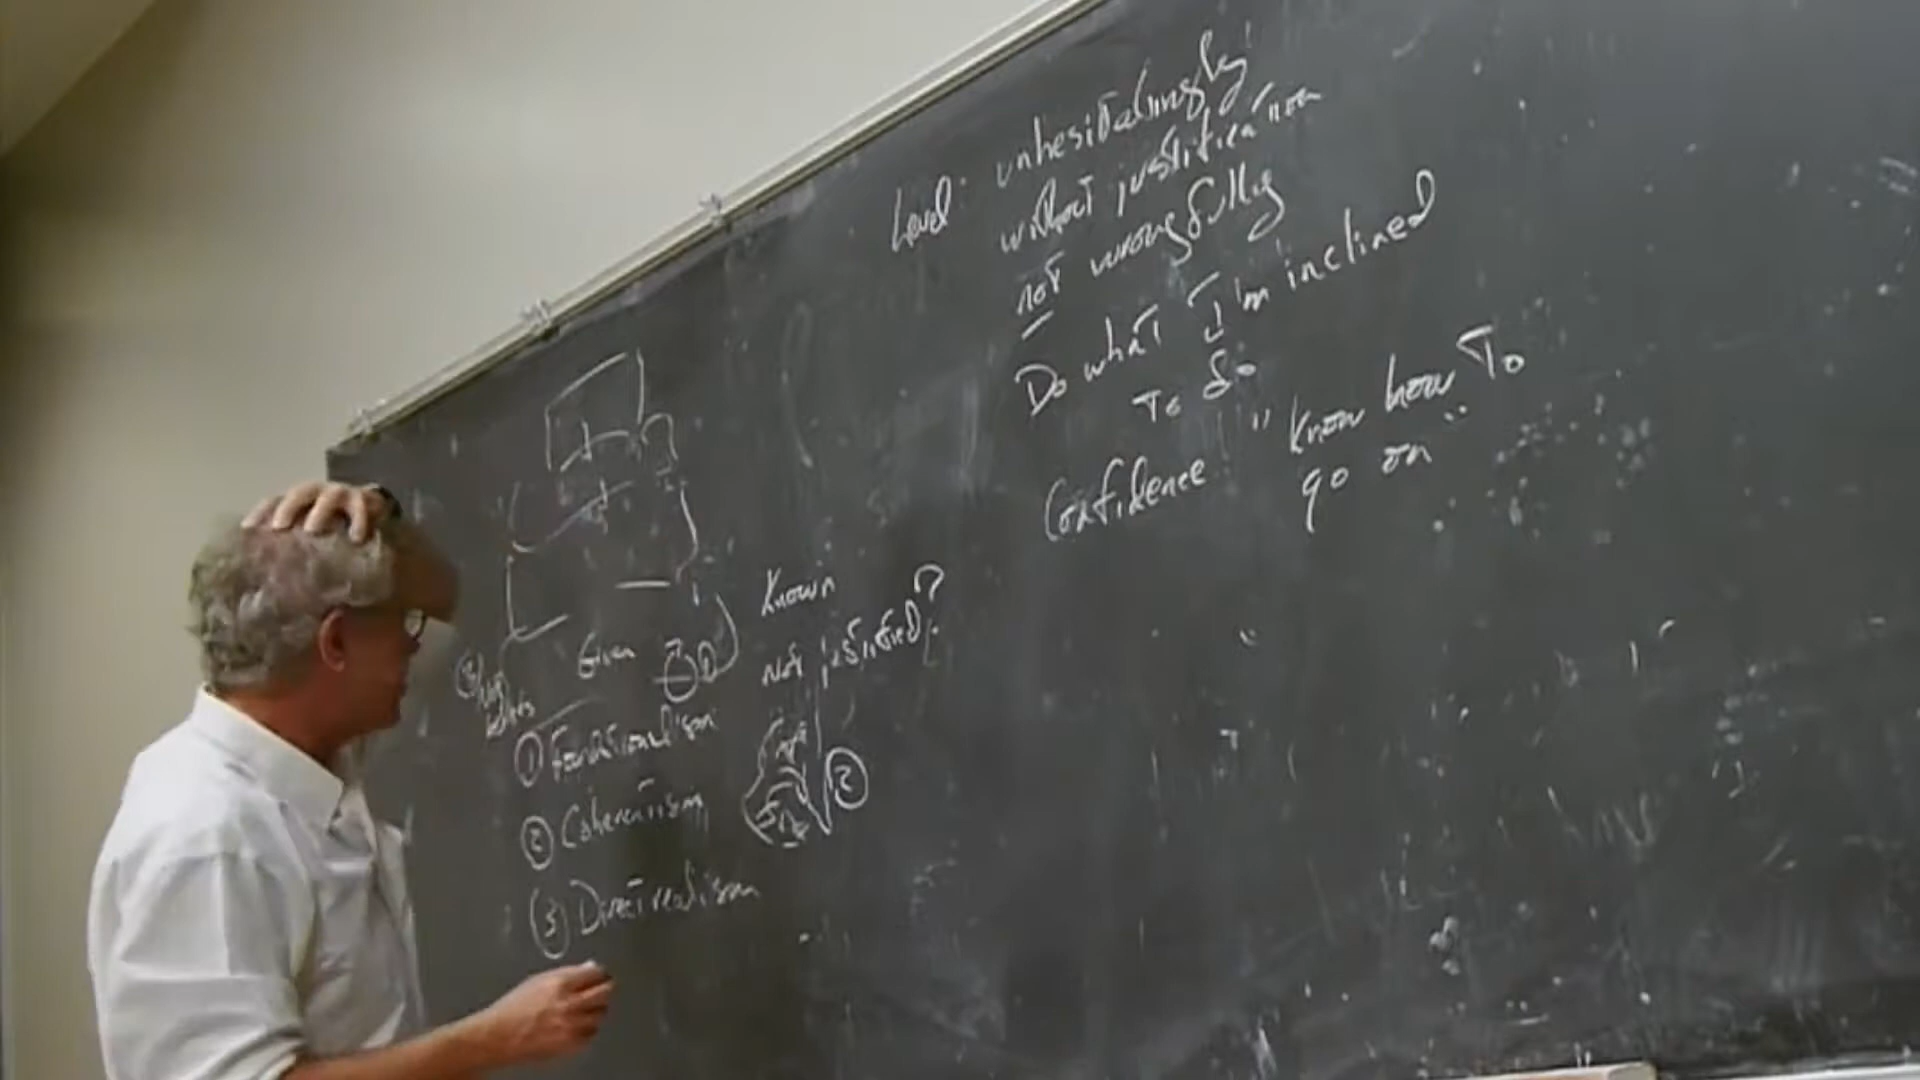 Level: unhesitatingly
without justification
not wrongfully
Do what I'm inclined
To do
Confidence "Know how To
go on"
Known
not justified?
Given
① Foundationalism
② Coherentism
②
③ Direct realism